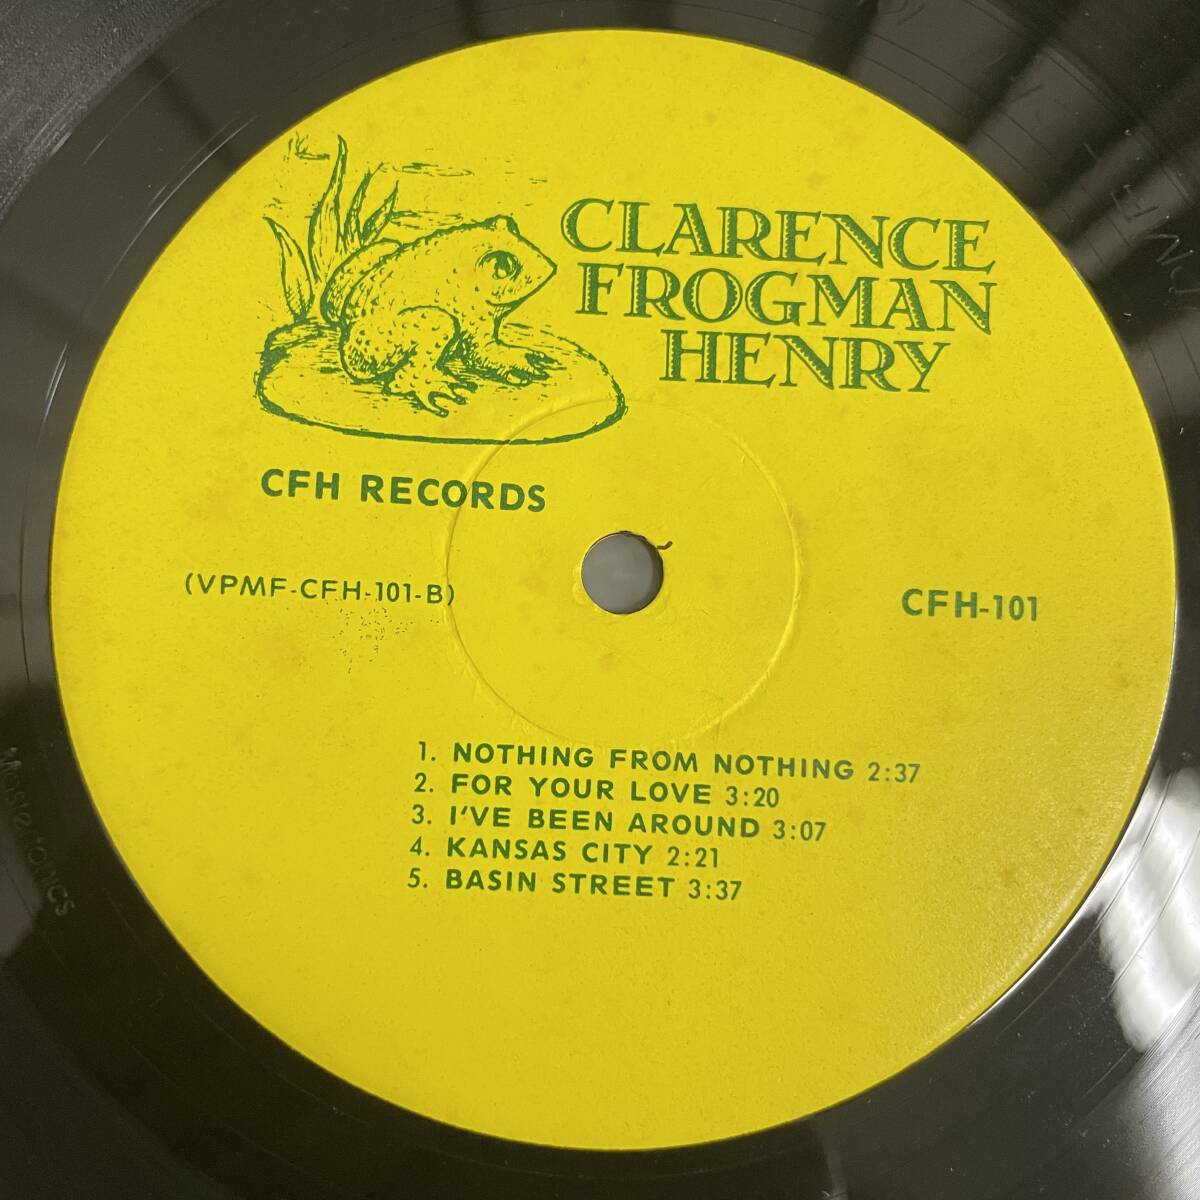 CLARENCE
FROGMAN
HENRY
CFH RECORDS
(VPMF-CFH-101-B)
CFH-101
1. NOTHING FROM NOTHING 2:37
2. FOR YOUR LOVE 3:20
3. I'VE BEEN AROUND 3:07
4. KANSAS CITY 2:21
5. BASIN STREET 3:37
Mastertonics